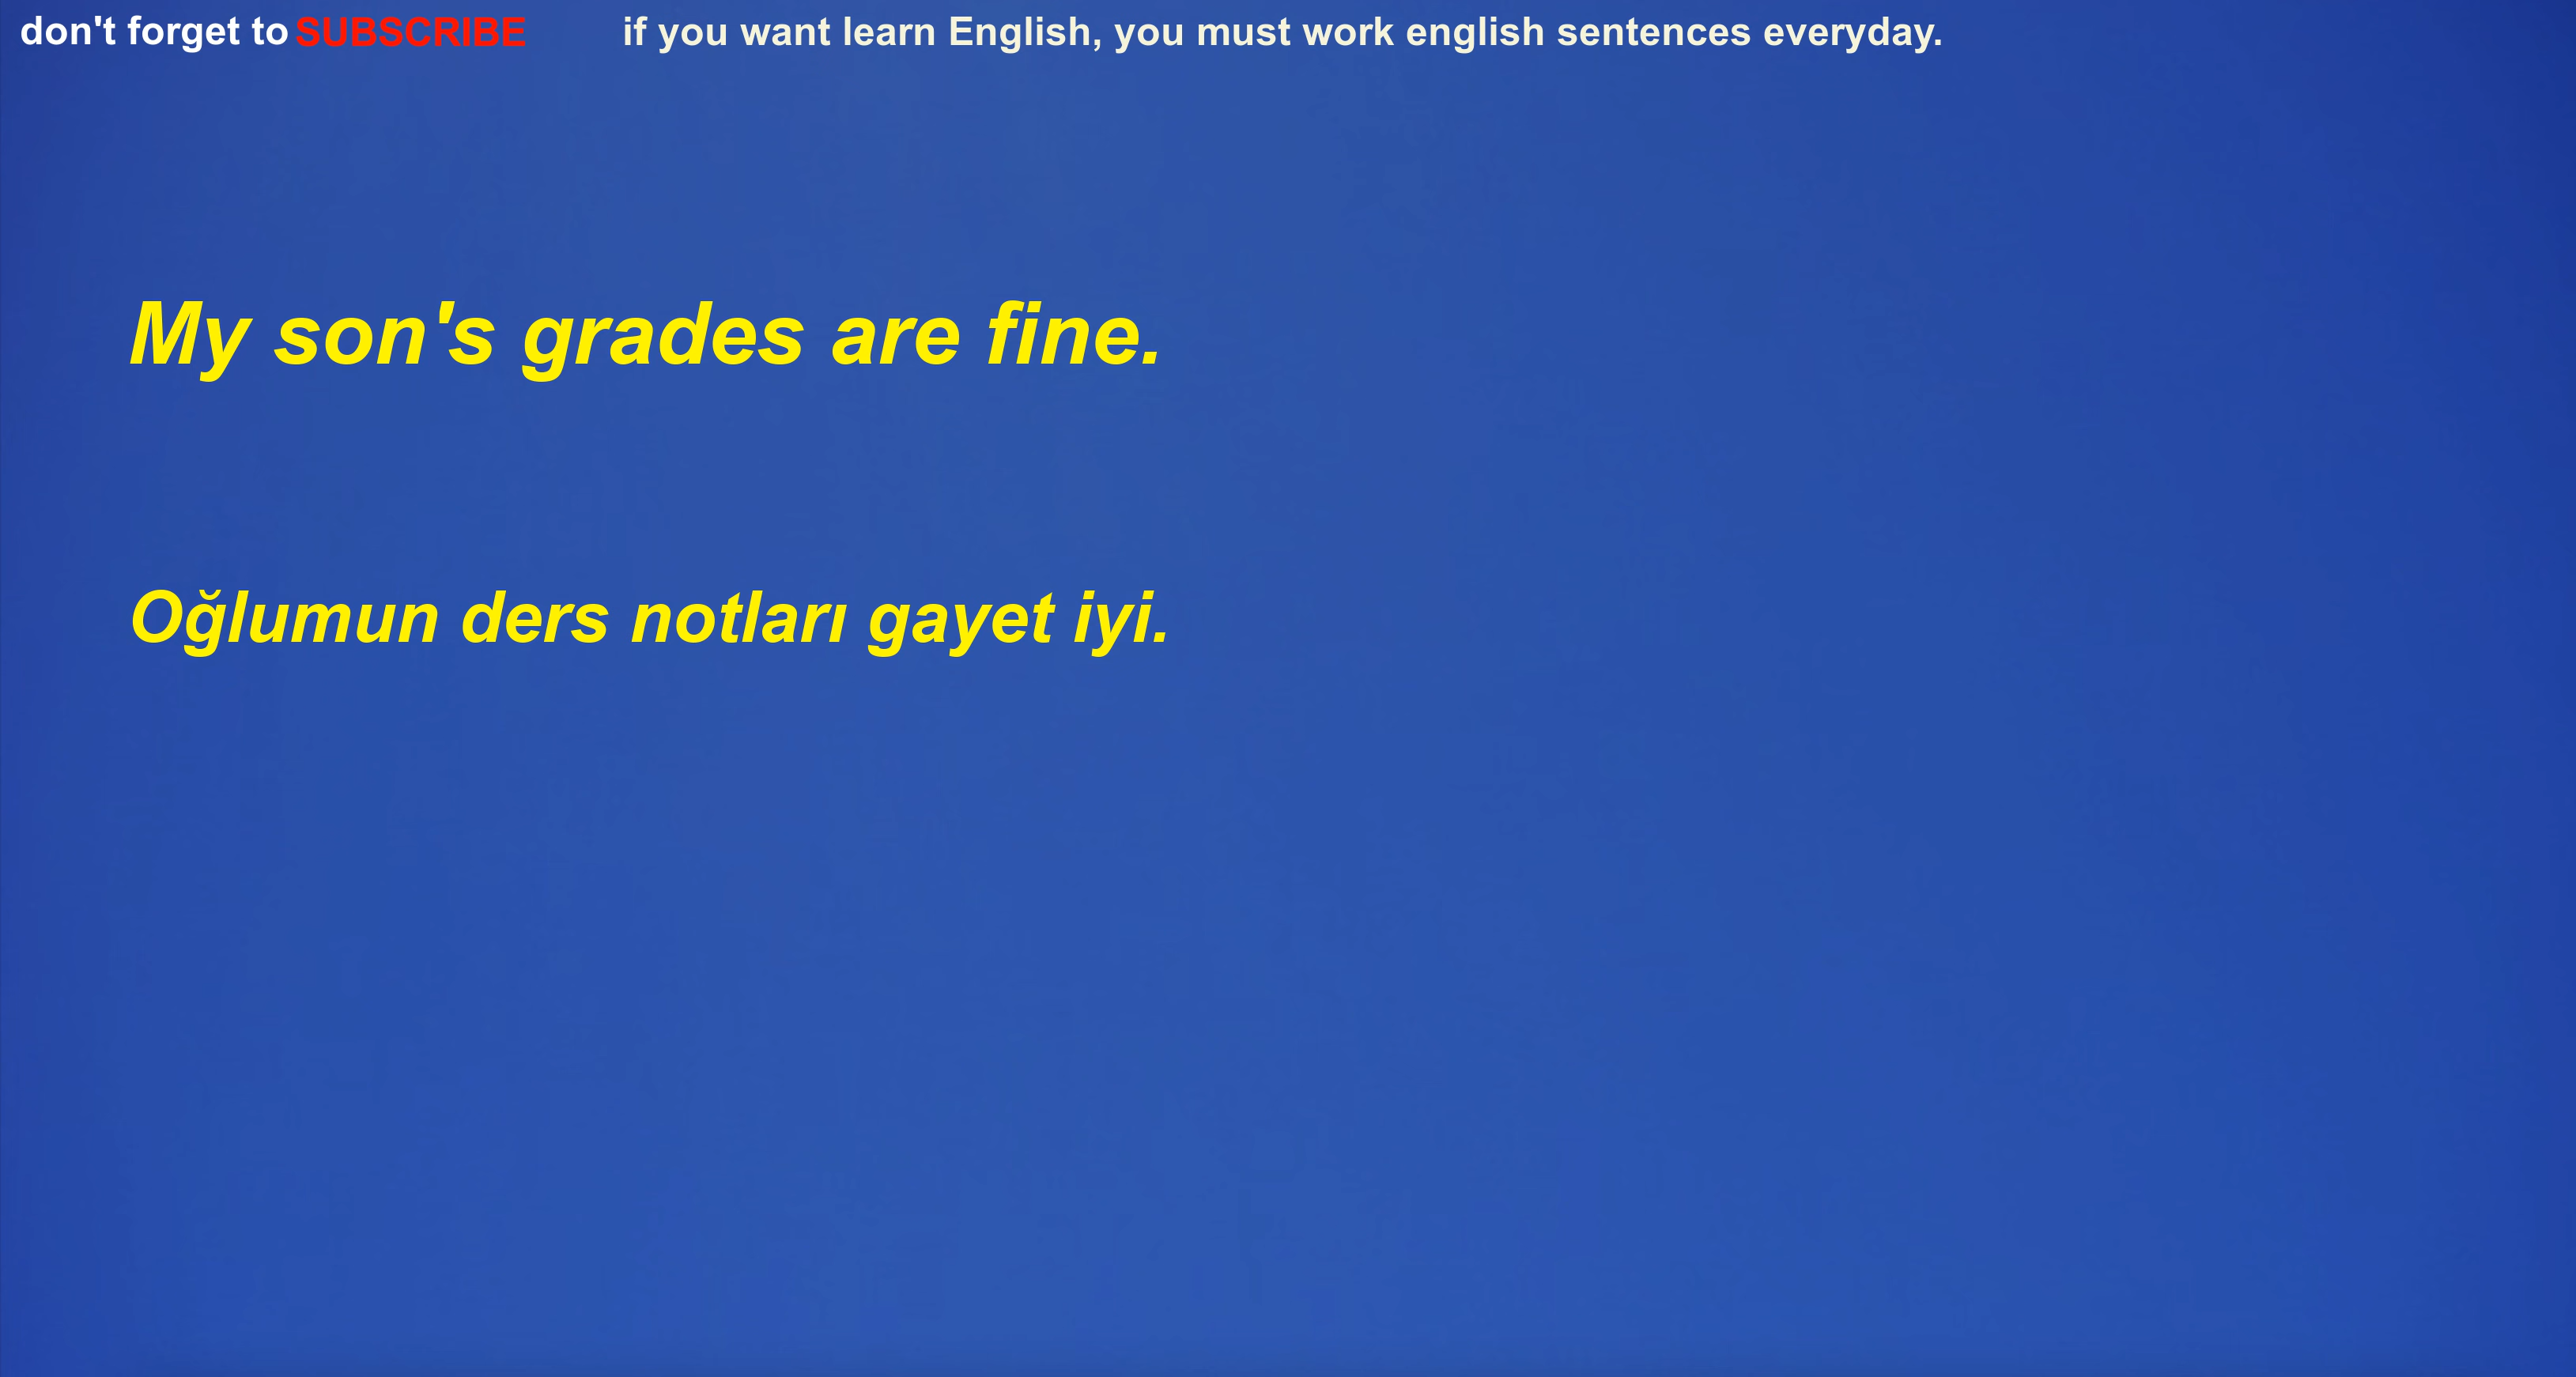 don't forget to SUBSCRIBE if you want learn English, you must work english sentences everyday.
My son's grades are fine.
Oğlumun ders notları gayet iyi.